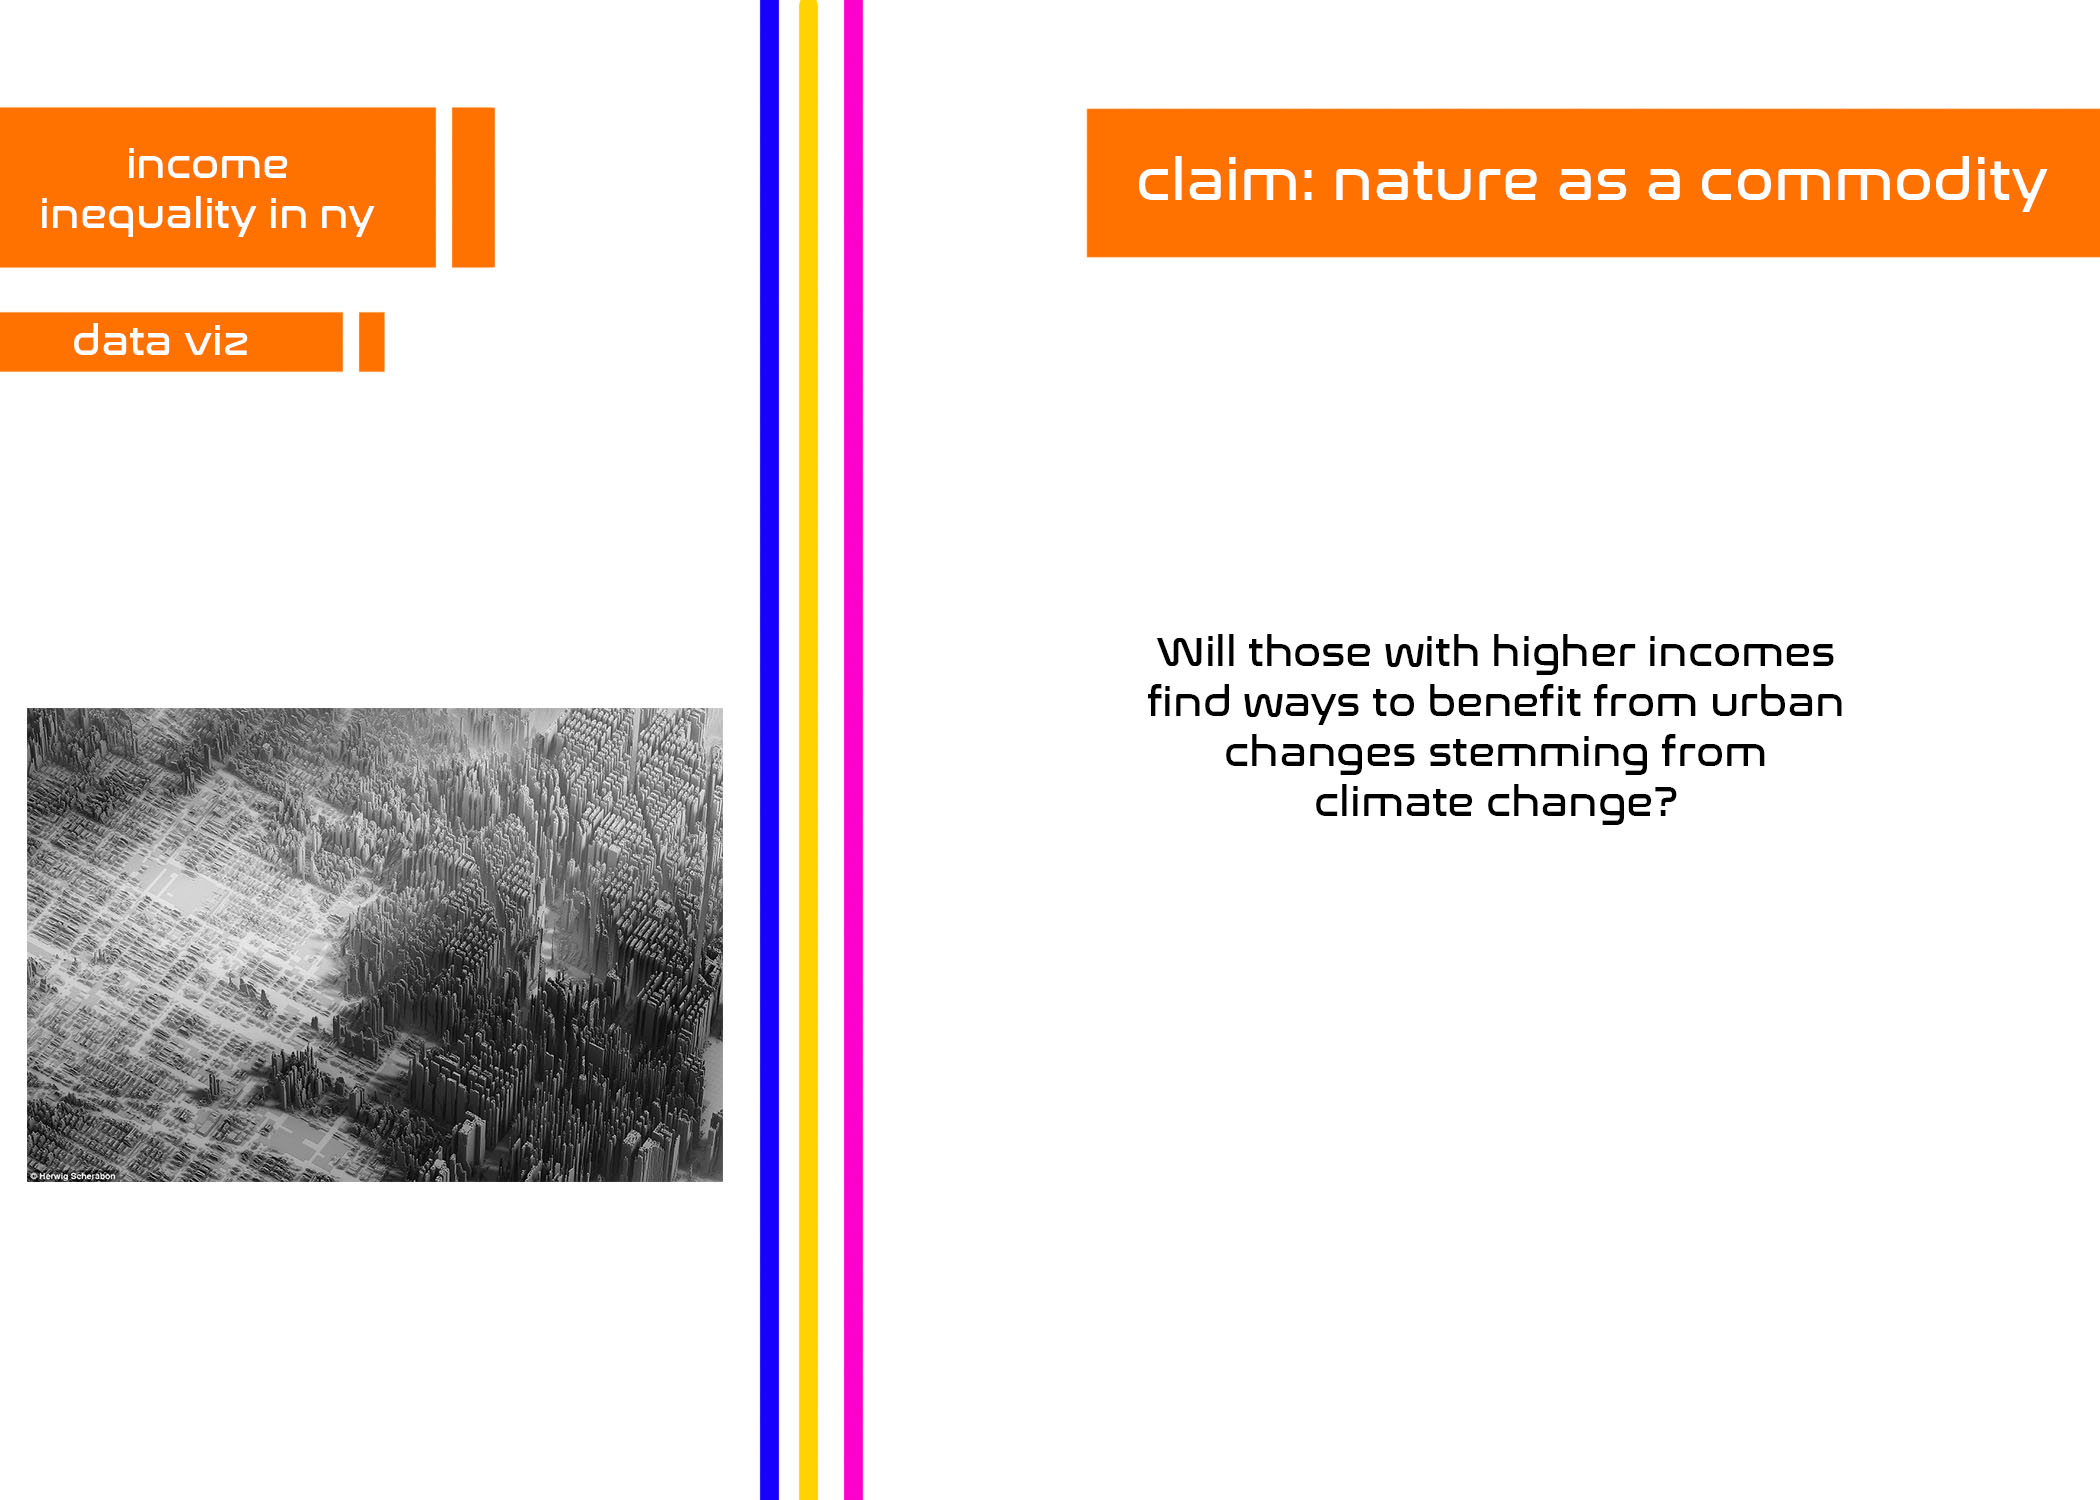 income
inequality in ny
data viz
© Herwig Scherabon
claim: nature as a commodity
Will those with higher incomes
find ways to benefit from urban
changes stemming from
climate change?